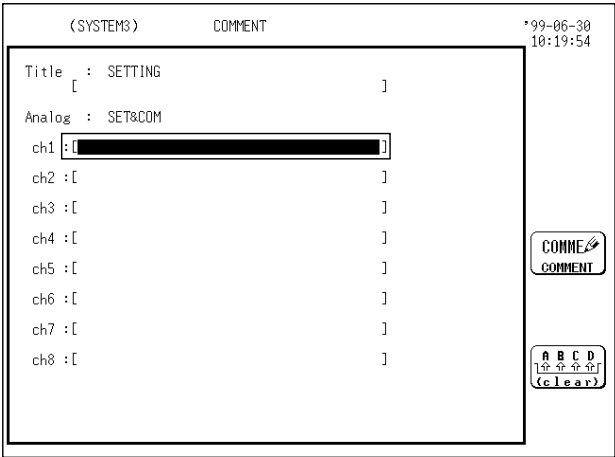 (SYSTEM3) COMMENT '99-06-30
10:19:54
Title : SETTING
[ ]
Analog : SET&COM
ch1 :[ ]
ch2 :[ ]
ch3 :[ ]
ch4 :[ ]
ch5 :[ ]
ch6 :[ ]
ch7 :[ ]
ch8 :[ ]
COMME
COMMENT
A B C D
(clear)